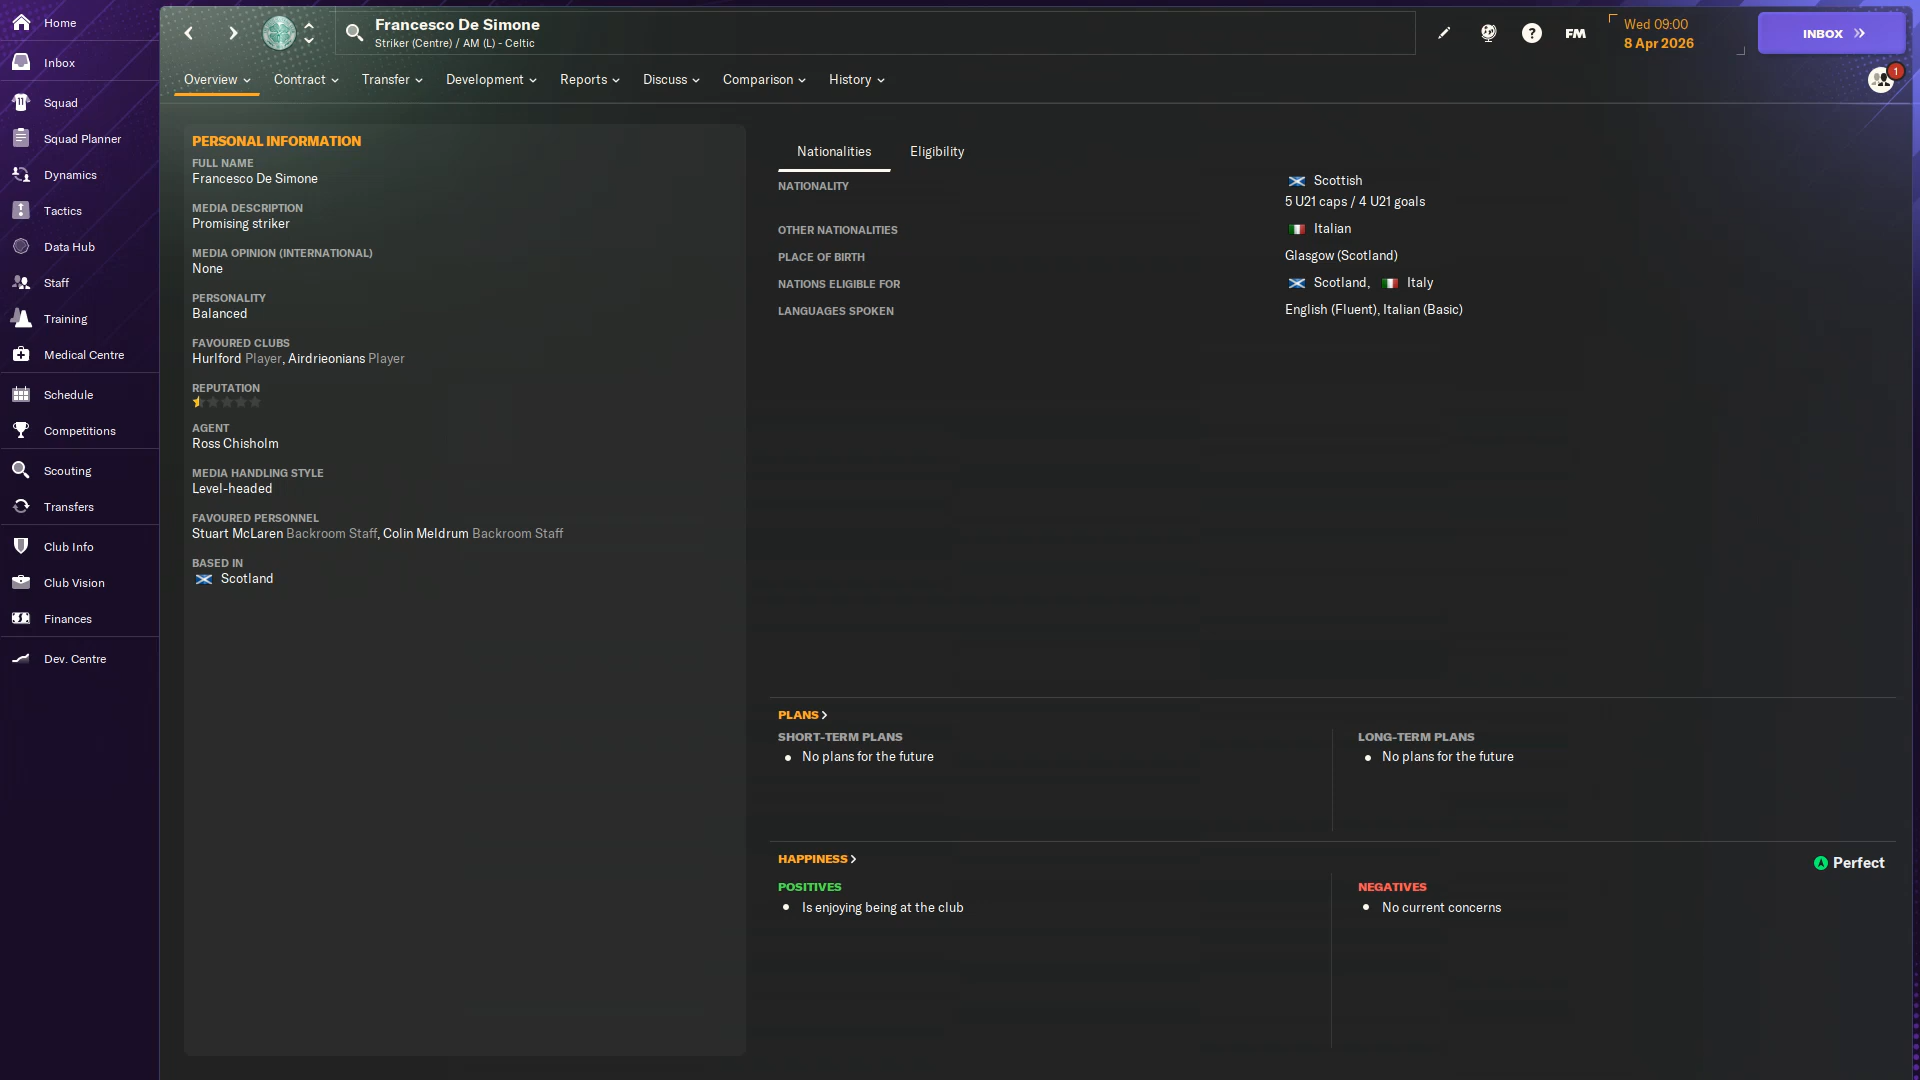 Home
Inbox
Squad
Squad Planner
Dynamics
Tactics
Data Hub
Staff
Training
Medical Centre
Schedule
Competitions
Scouting
Transfers
Club Info
Club Vision
Finances
Dev. Centre
Francesco De Simone
Striker (Centre) / AM (L) - Celtic
?
FM
Wed 09:00
8 Apr 2026
INBOX
Overview Contract Transfer Development Reports Discuss Comparison History
1
PERSONAL INFORMATION
FULL NAME
Francesco De Simone
MEDIA DESCRIPTION
Promising striker
MEDIA OPINION (INTERNATIONAL)
None
PERSONALITY
Balanced
FAVOURED CLUBS
Hurlford Player, Airdrieonians Player
REPUTATION
AGENT
Ross Chisholm
MEDIA HANDLING STYLE
Level-headed
FAVOURED PERSONNEL
Stuart McLaren Backroom Staff, Colin Meldrum Backroom Staff
BASED IN
Scotland
Nationalities Eligibility
NATIONALITY Scottish
5 U21 caps / 4 U21 goals
OTHER NATIONALITIES Italian
PLACE OF BIRTH Glasgow (Scotland)
NATIONS ELIGIBLE FOR Scotland, Italy
LANGUAGES SPOKEN English (Fluent), Italian (Basic)
PLANS
SHORT-TERM PLANS
No plans for the future
LONG-TERM PLANS
No plans for the future
HAPPINESS
Perfect
POSITIVES
Is enjoying being at the club
NEGATIVES
No current concerns